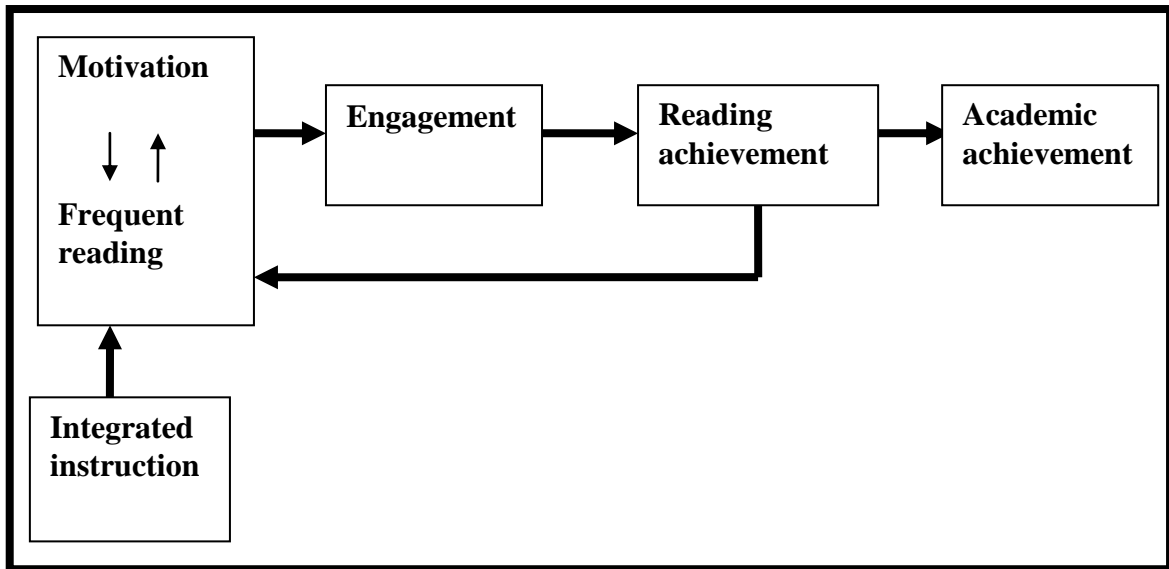 Motivation
Frequent
reading
Engagement
Reading
achievement
Academic
achievement
Integrated
instruction